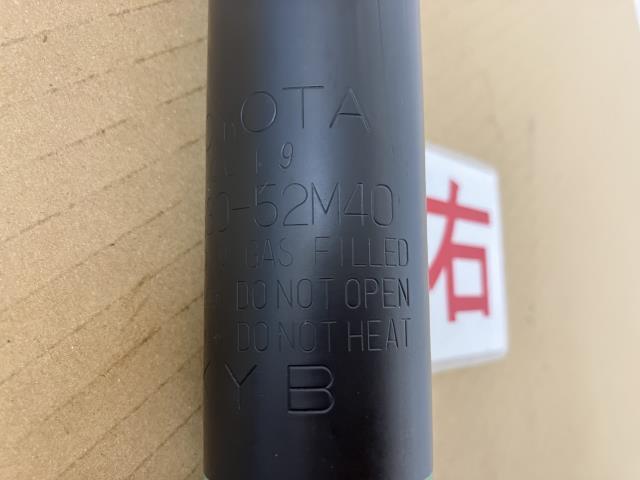 OTA
9
0-52M40
GAS FILLED
DO NOT OPEN
DO NOT HEAT
YB
右